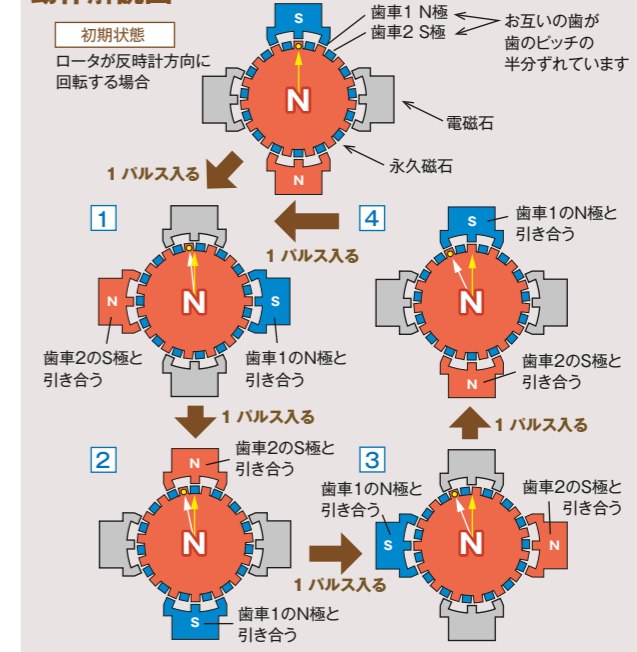 初期状態
ロータが反時計方向に
回転する場合
S
歯車1 N極
歯車2 S極
お互いの歯が
歯のピッチの
半分ずれています
N
電磁石
永久磁石
N
1 パルス入る
1
N
N
S
歯車2のS極と
引き合う
歯車1のN極と
引き合う
1 パルス入る
2
N
歯車2のS極と
引き合う
N
S
歯車1のN極と
引き合う
1 パルス入る
3
歯車1のN極と
引き合う
歯車2のS極と
引き合う
S
N
N
1 パルス入る
4
S
歯車1のN極と
引き合う
N
N
歯車2のS極と
引き合う
1 パルス入る